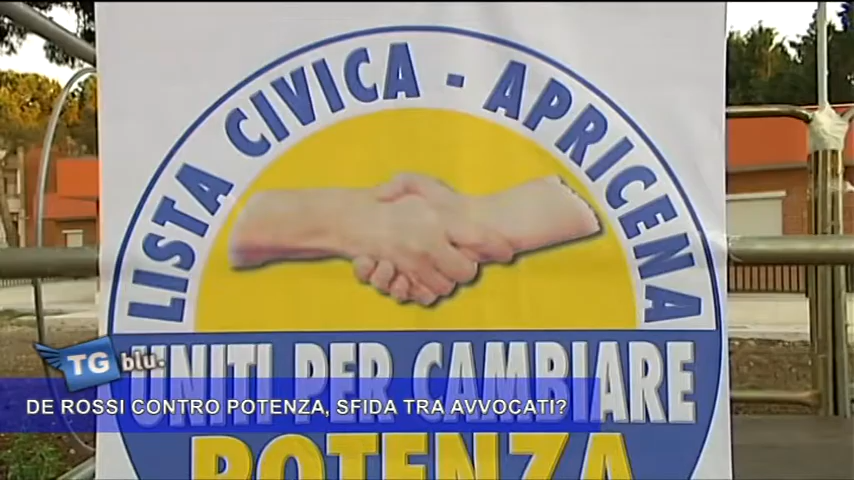 LISTA CIVICA - APRICENA
UNITI PER CAMBIARE
POTENZA
TG blu.
DE ROSSI CONTRO POTENZA, SFIDA TRA AVVOCATI?